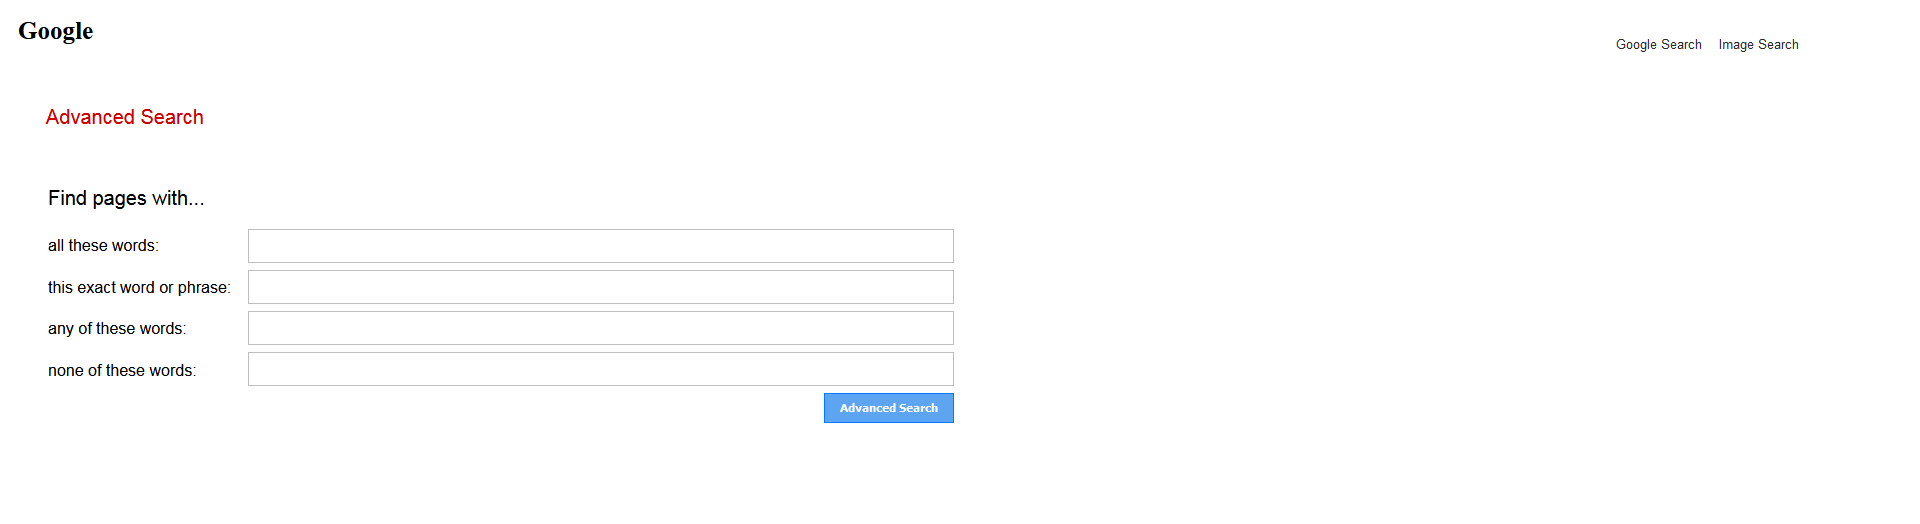 Google
Google Search Image Search
Advanced Search
Find pages with...
all these words:
this exact word or phrase:
any of these words:
none of these words:
Advanced Search